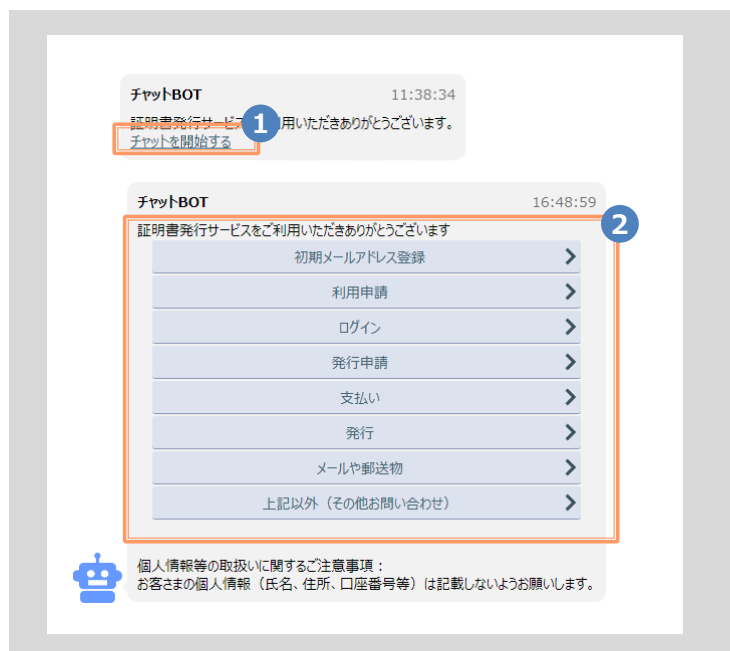 チャットBOT 11:38:34
証明書発行サービス 用いただきありがとうございます。
1
チャットを開始する
チャットBOT 16:48:59
2
証明書発行サービスをご利用いただきありがとうございます
初期メールアドレス登録
利用申請
ログイン
発行申請
支払い
発行
メールや郵送物
上記以外（その他お問い合わせ）
個人情報等の取扱いに関するご注意事項：
お客さまの個人情報（氏名、住所、口座番号等）は記載しないようお願いします。